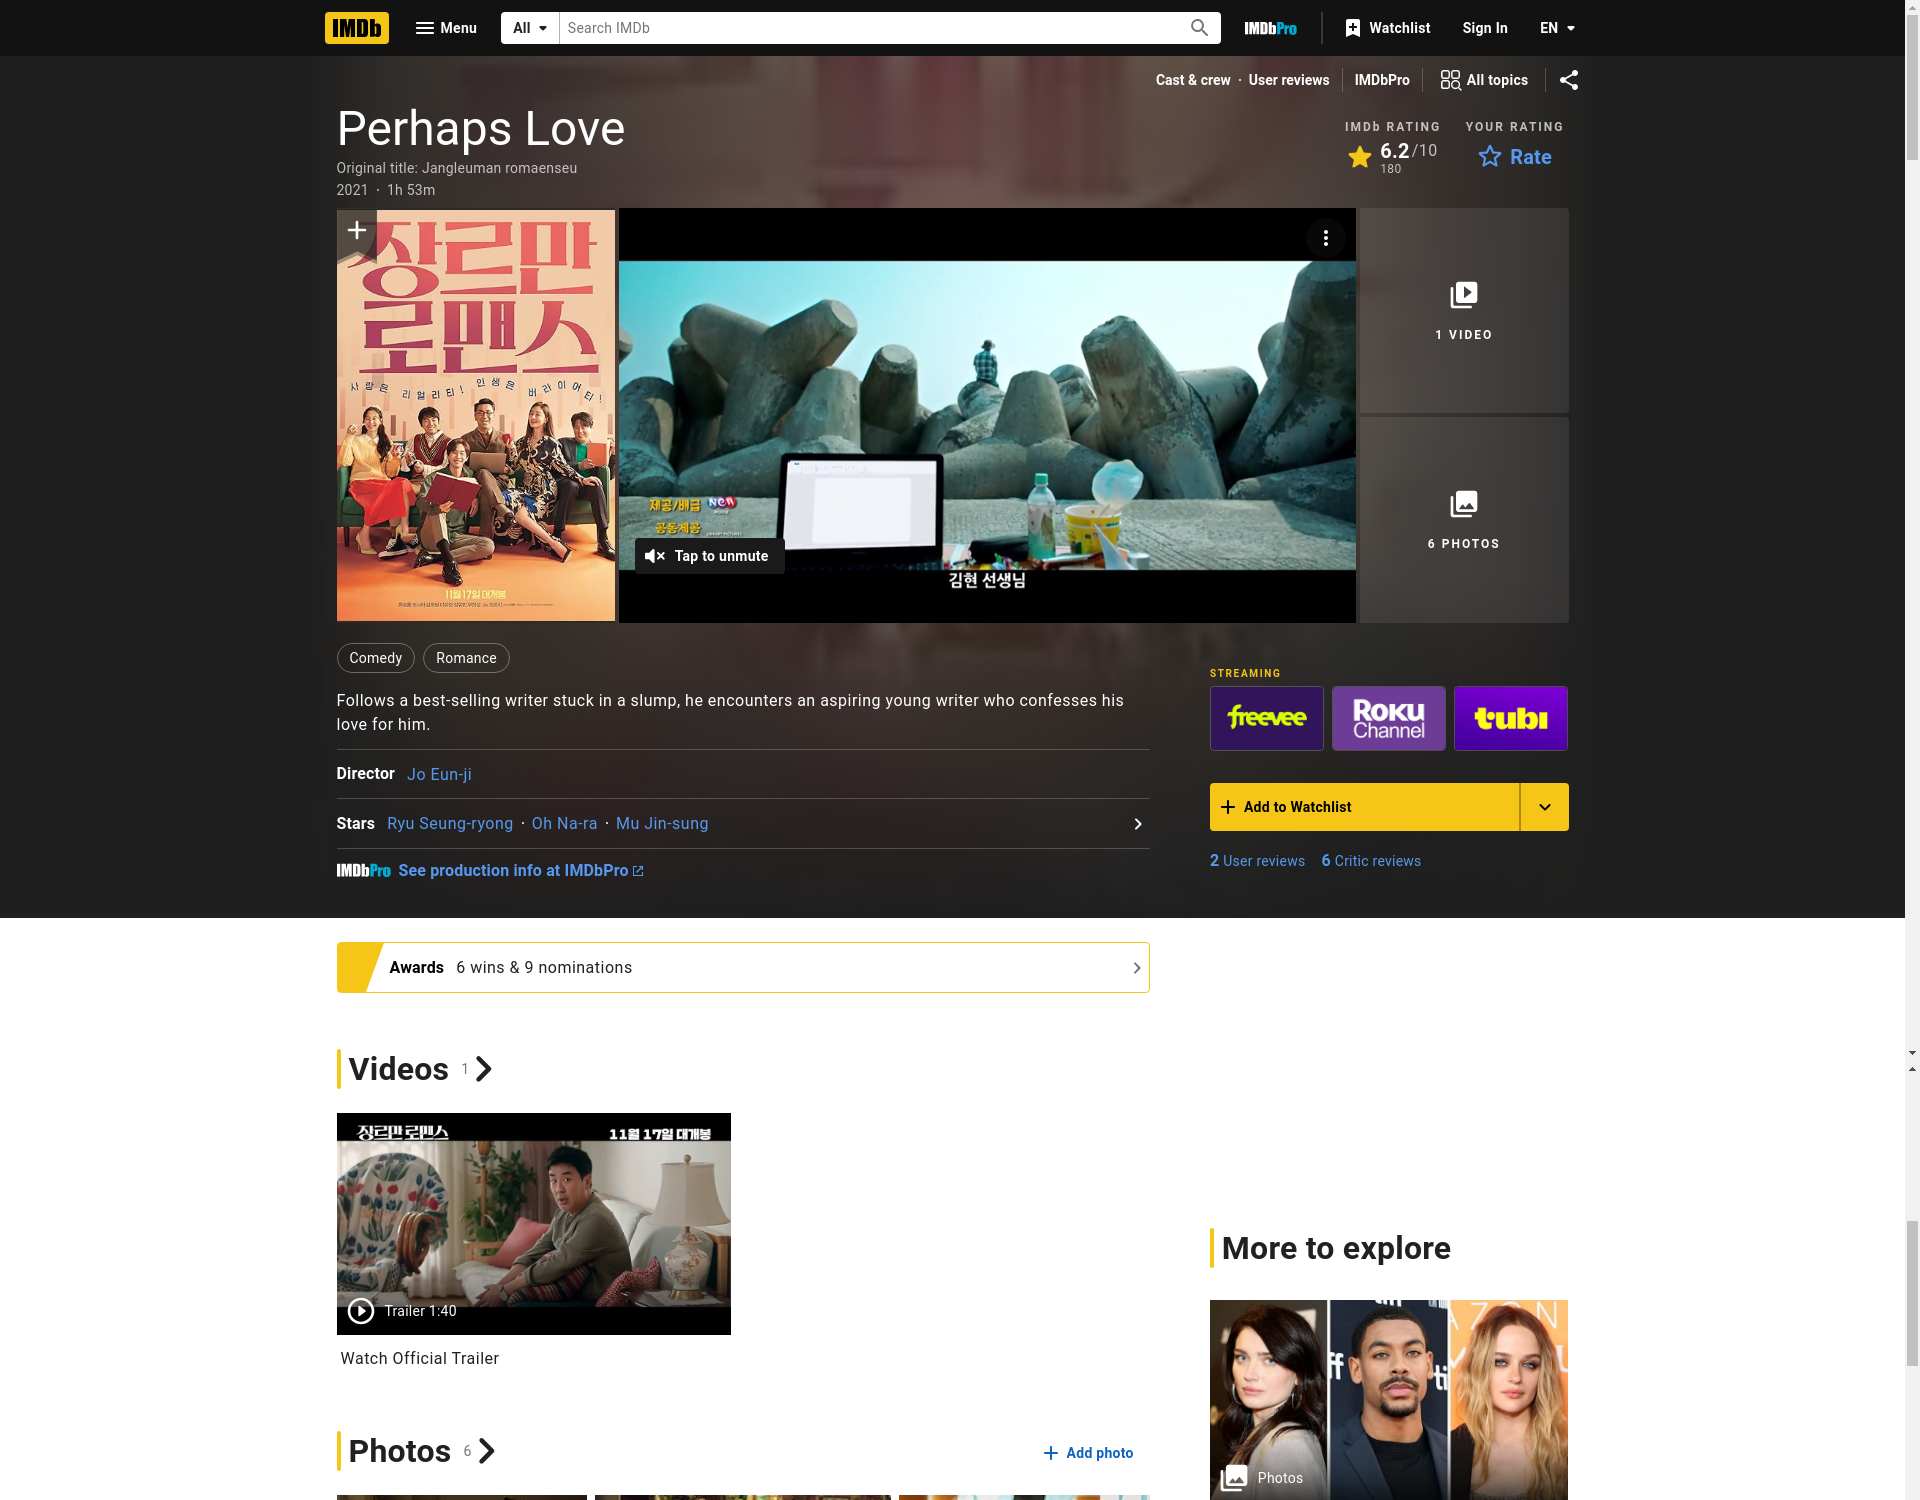 IMDb
Menu
All
Search IMDb
IMDbPro
Watchlist
Sign In
EN
Cast & crew · User reviews
IMDbPro
All topics
Perhaps Love
Original title: Jangleuman romaenseu
2021 · 1h 53m
IMDb RATING
6.2/10
180
YOUR RATING
Rate
장르만
로맨스
사랑은 리얼리티! 인생은 버라이어티!
11월17일 대개봉
제공/배급 NEW
공동제공
Tap to unmute
김현 선생님
1 VIDEO
6 PHOTOS
Comedy
Romance
Follows a best-selling writer stuck in a slump, he encounters an aspiring young writer who confesses his
love for him.
Director Jo Eun-ji
Stars Ryu Seung-ryong · Oh Na-ra · Mu Jin-sung
IMDbPro See production info at IMDbPro
STREAMING
freevee
Roku
Channel
tubi
Add to Watchlist
2 User reviews 6 Critic reviews
Awards 6 wins & 9 nominations
Videos 1
장르만 로맨스
11월 17일 대개봉
Trailer 1:40
Watch Official Trailer
Photos 6
Add photo
More to explore
Photos